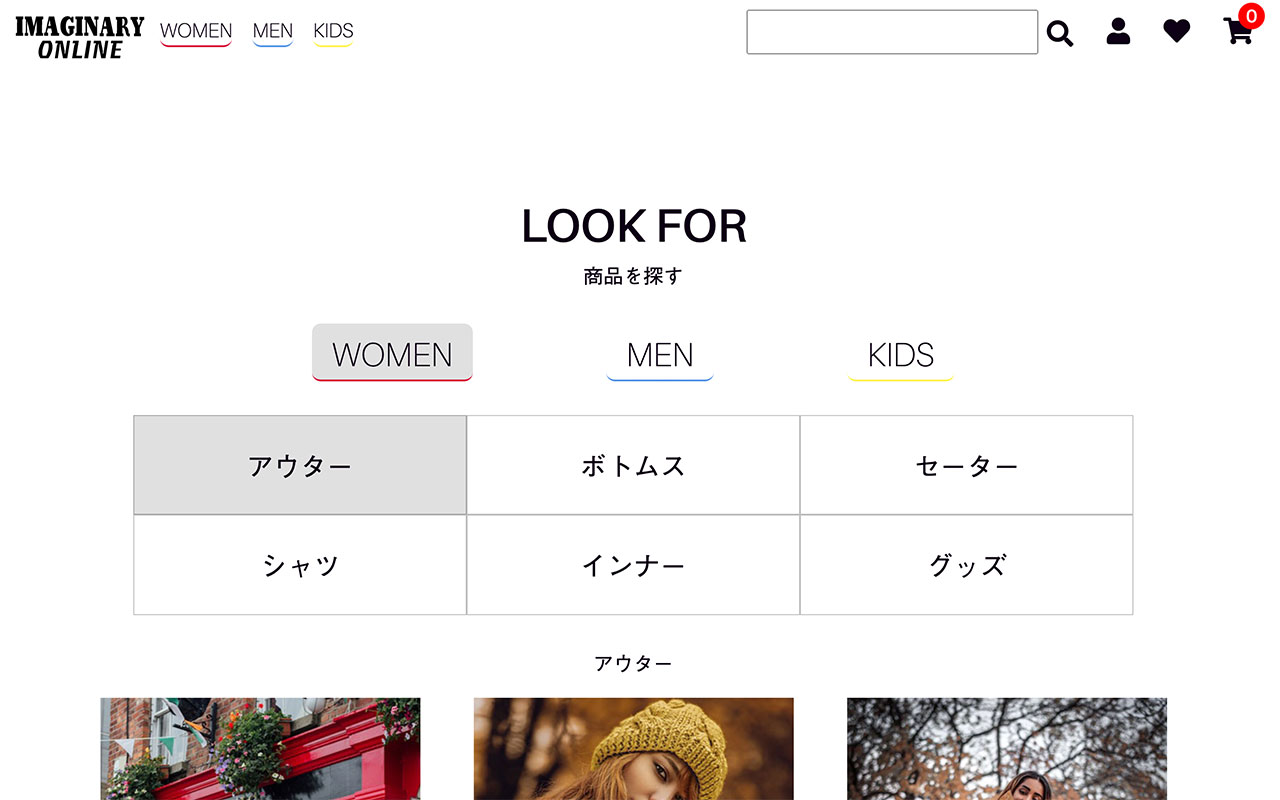 IMAGINARY
ONLINE
WOMEN MEN KIDS
0
LOOK FOR
商品を探す
WOMEN MEN KIDS
アウター ボトムス セーター
シャツ インナー グッズ
アウター